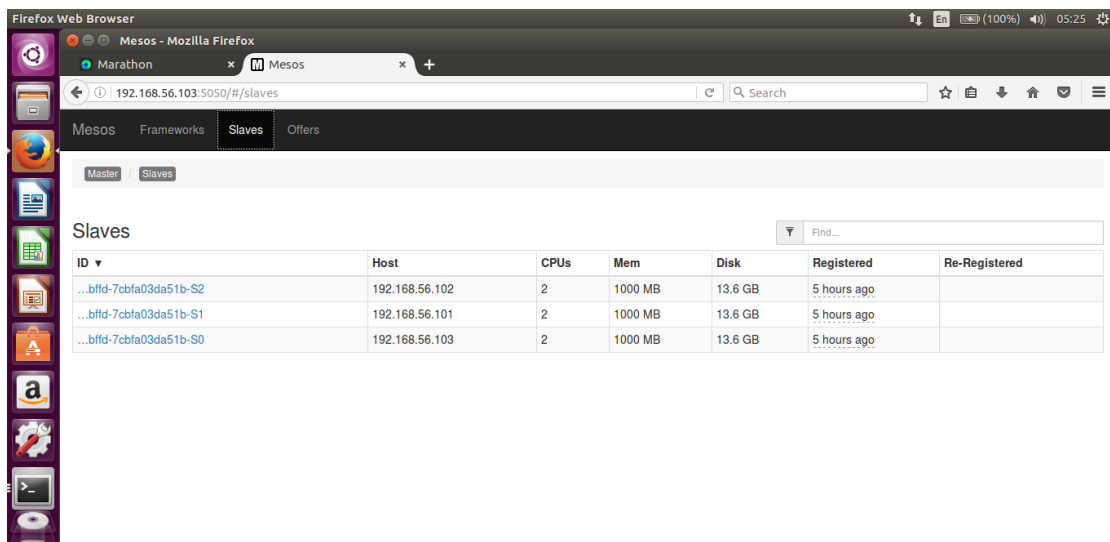 Firefox Web Browser En (100%) 05:25
Mesos - Mozilla Firefox
Marathon × M Mesos × +
192.168.56.103:5050/#/slaves Search
Mesos Frameworks Slaves Offers
Master / Slaves
Slaves Find...
ID ▼ Host CPUs Mem Disk Registered Re-Registered
...bffd-7cbfa03da51b-S2 192.168.56.102 2 1000 MB 13.6 GB 5 hours ago
...bffd-7cbfa03da51b-S1 192.168.56.101 2 1000 MB 13.6 GB 5 hours ago
...bffd-7cbfa03da51b-S0 192.168.56.103 2 1000 MB 13.6 GB 5 hours ago
a
>_